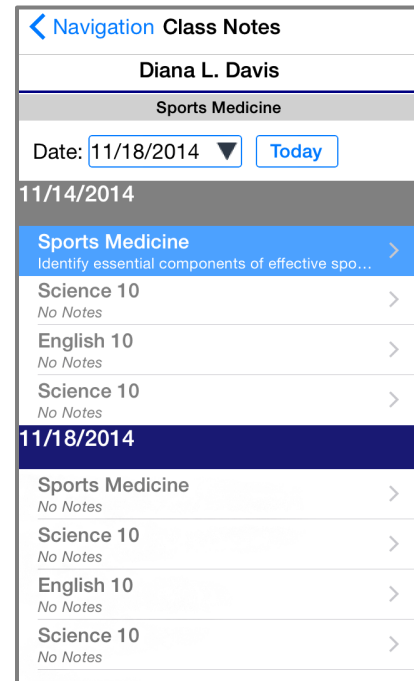 Navigation Class Notes
Diana L. Davis
Sports Medicine
Date: 11/18/2014 Today
11/14/2014
Sports Medicine
Identify essential components of effective spo...
Science 10
No Notes
English 10
No Notes
Science 10
No Notes
11/18/2014
Sports Medicine
No Notes
Science 10
No Notes
English 10
No Notes
Science 10
No Notes